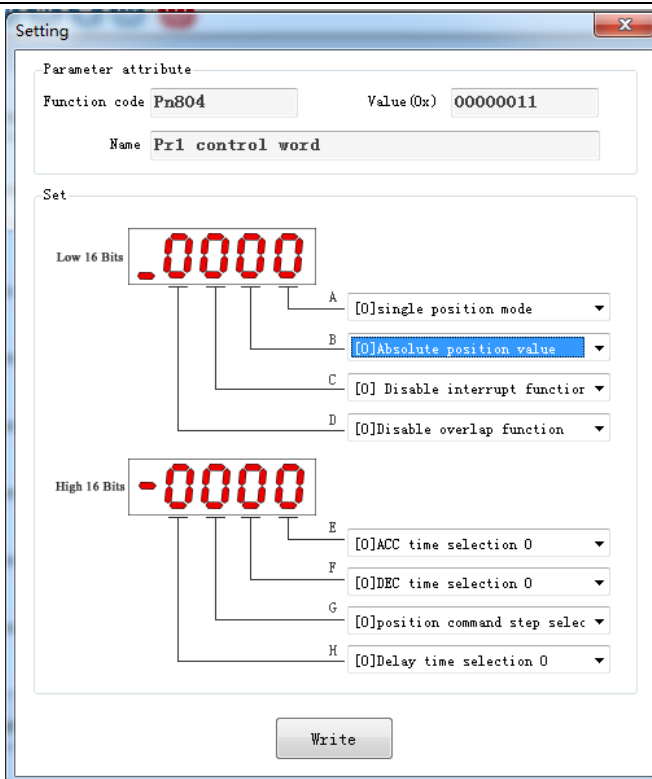 Setting
Parameter attribute
Function code Pn804 Value(0x) 00000011
Name Pr1 control word
Set
Low 16 Bits _0000
A [0]single position mode
B [0]Absolute position value
C [0] Disable interrupt function
D [0]Disable overlap function
High 16 Bits -0000
E [0]ACC time selection 0
F [0]DEC time selection 0
G [0]position command step selec
H [0]Delay time selection 0
Write